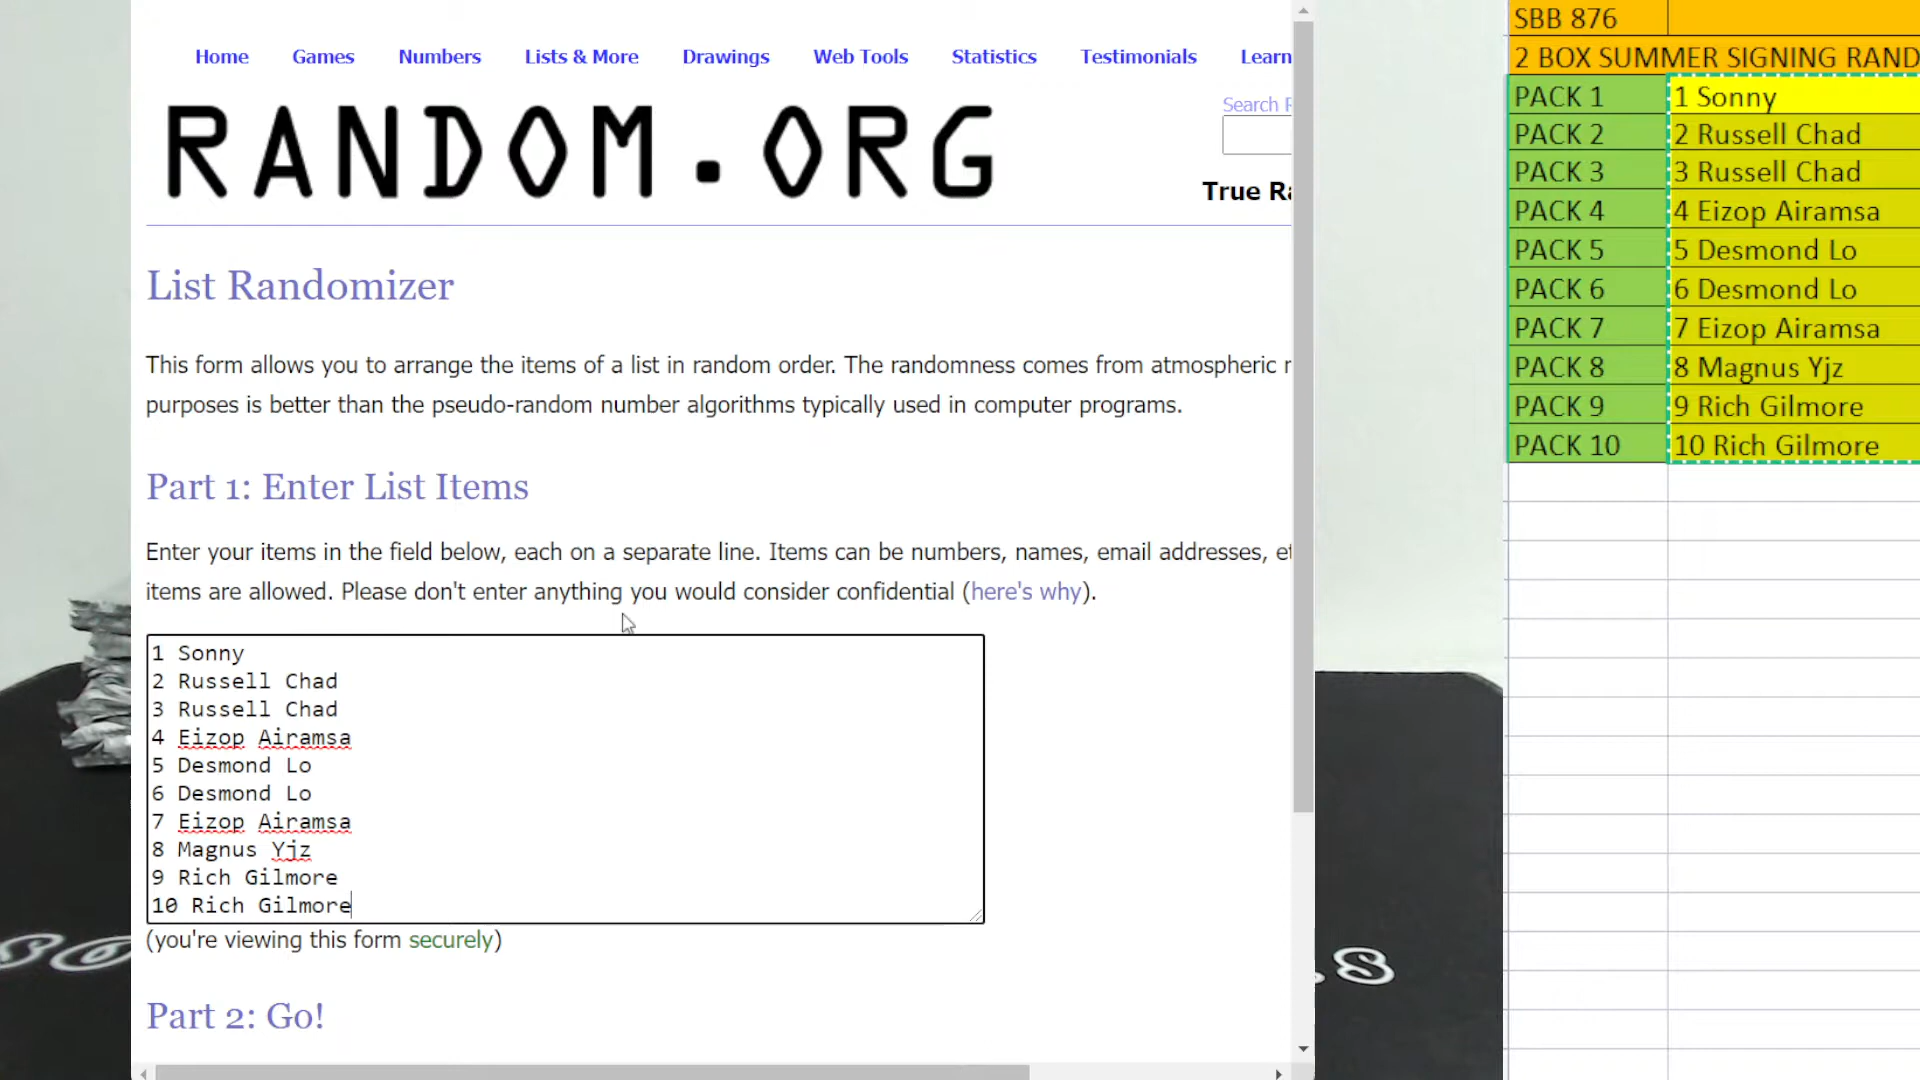 Home Games Numbers Lists & More Drawings Web Tools Statistics Testimonials Learn
RANDOM.ORG
Search
True
List Randomizer
This form allows you to arrange the items of a list in random order. The randomness comes from atmospheric
purposes is better than the pseudo-random number algorithms typically used in computer programs.
Part 1: Enter List Items
Enter your items in the field below, each on a separate line. Items can be numbers, names, email addresses,
items are allowed. Please don't enter anything you would consider confidential (here's why).
1 Sonny
2 Russell Chad
3 Russell Chad
4 Eizop Airamsa
5 Desmond Lo
6 Desmond Lo
7 Eizop Airamsa
8 Magnus Yjz
9 Rich Gilmore
10 Rich Gilmore
(you're viewing this form securely)
Part 2: Go!
SBB 876
2 BOX SUMMER SIGNING RAND
PACK 1 1 Sonny
PACK 2 2 Russell Chad
PACK 3 3 Russell Chad
PACK 4 4 Eizop Airamsa
PACK 5 5 Desmond Lo
PACK 6 6 Desmond Lo
PACK 7 7 Eizop Airamsa
PACK 8 8 Magnus Yjz
PACK 9 9 Rich Gilmore
PACK 10 10 Rich Gilmore